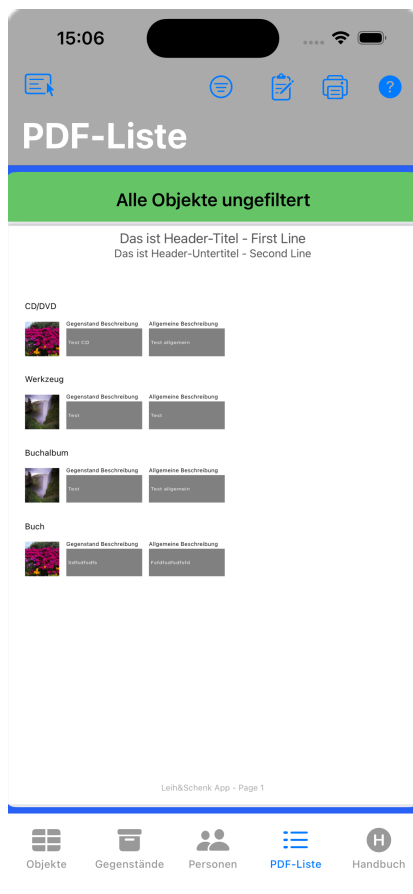 15:06
?
PDF-Liste
Alle Objekte ungefiltert
Das ist Header-Titel - First Line
Das ist Header-Untertitel - Second Line
CD/DVD
Gegenstand Beschreibung Allgemeine Beschreibung
Test CD Test allgemein
Werkzeug
Gegenstand Beschreibung Allgemeine Beschreibung
Test Test
Buchalbum
Gegenstand Beschreibung Allgemeine Beschreibung
Test Test allgemein
Buch
Gegenstand Beschreibung Allgemeine Beschreibung
Leih&Schenk App - Page 1
H
Objekte Gegenstände Personen PDF-Liste Handbuch